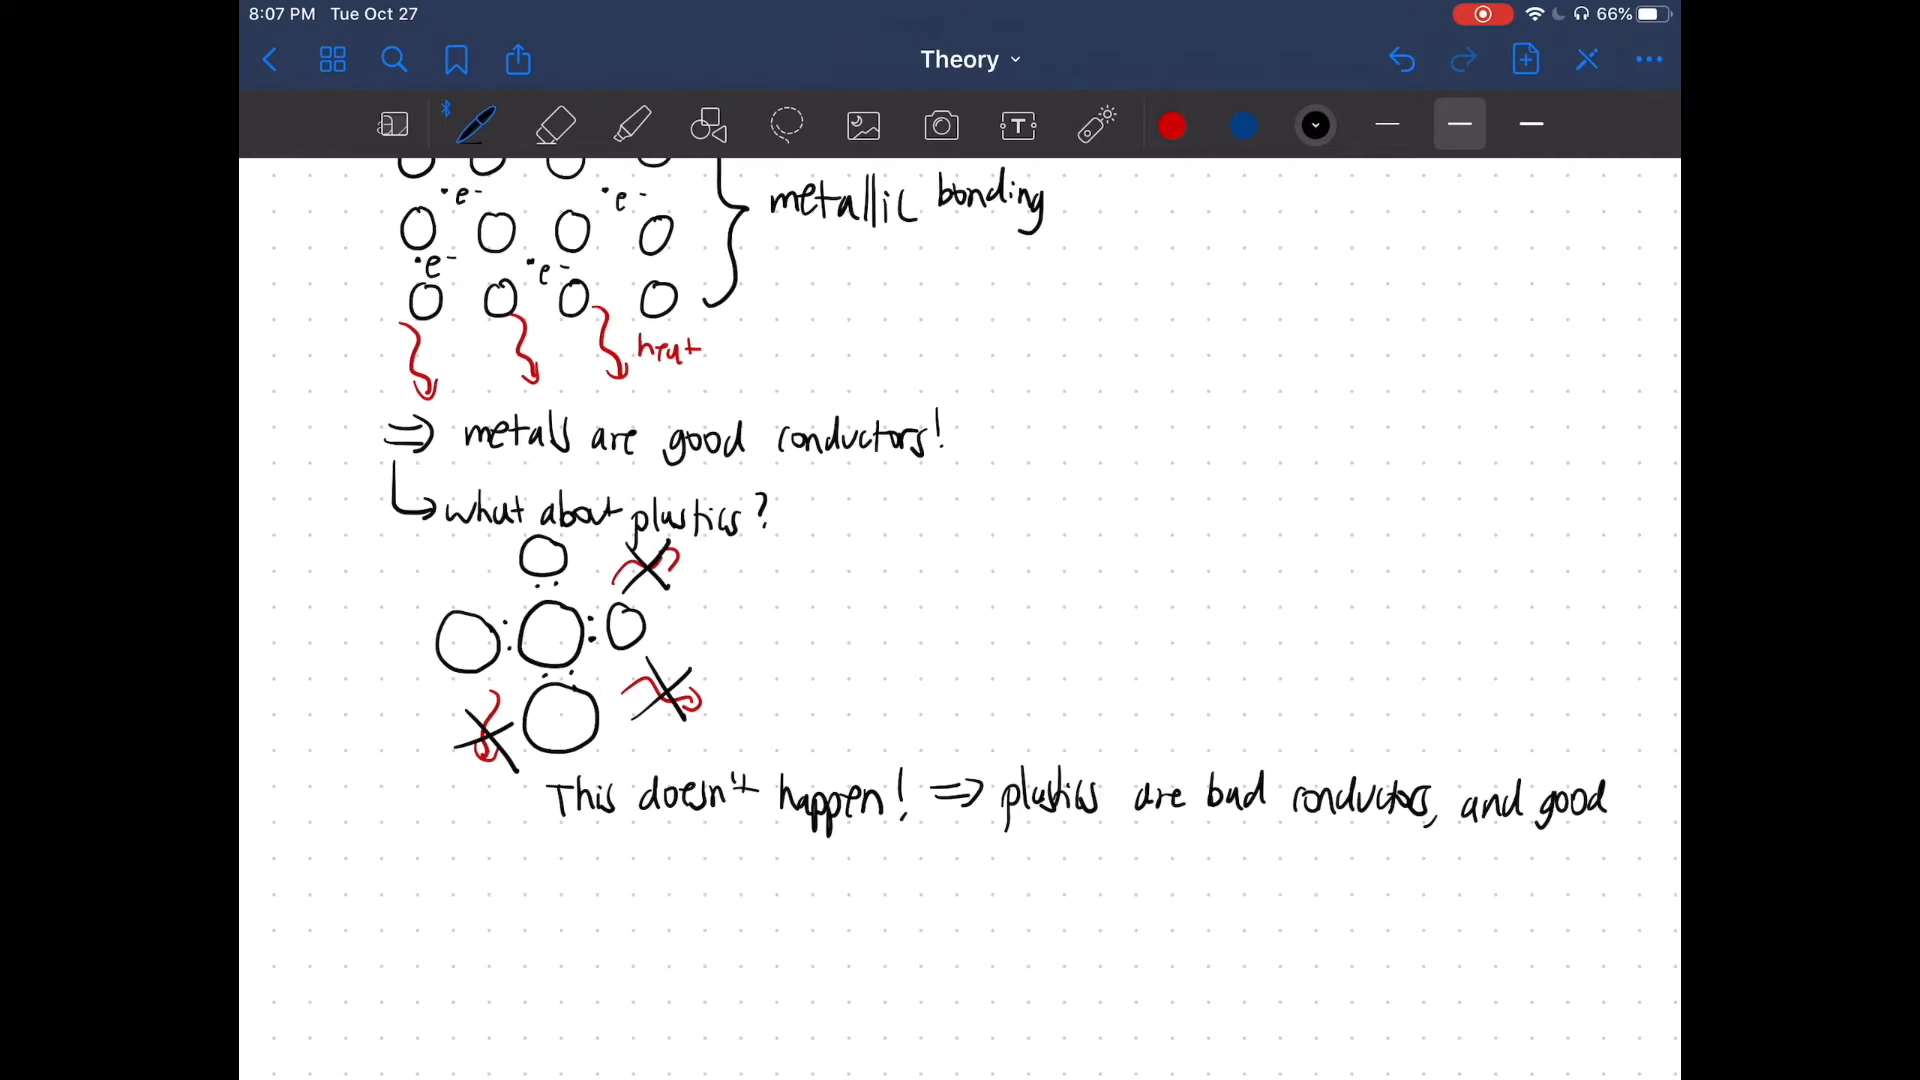 8:07 PM Tue Oct 27
66%
Theory
T
e-
e-
metallic bonding
e-
e-
heat
⇒ metals are good conductors!
↳ what about plastics?
This doesn't happen! ⇒ plastics are bad conductors, and good